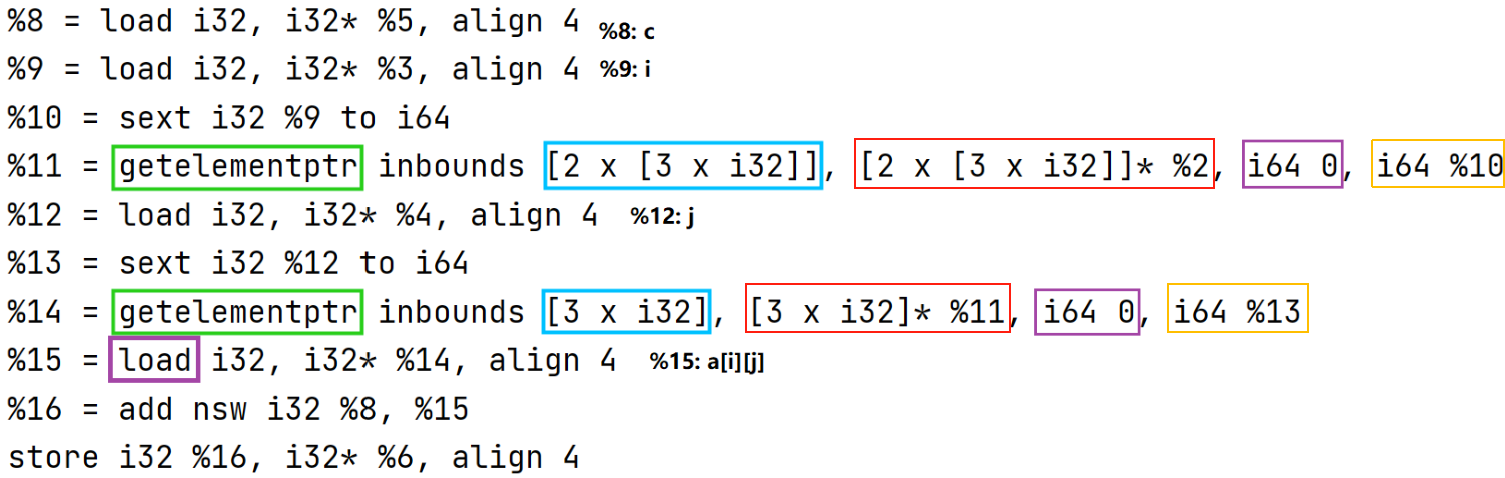 %8 = load i32, i32* %5, align 4 %8: c
%9 = load i32, i32* %3, align 4 %9: i
%10 = sext i32 %9 to i64
%11 = getelementptr inbounds [2 x [3 x i32]], [2 x [3 x i32]]* %2, i64 0, i64 %10
%12 = load i32, i32* %4, align 4 %12: j
%13 = sext i32 %12 to i64
%14 = getelementptr inbounds [3 x i32], [3 x i32]* %11, i64 0, i64 %13
%15 = load i32, i32* %14, align 4 %15: a[i][j]
%16 = add nsw i32 %8, %15
store i32 %16, i32* %6, align 4